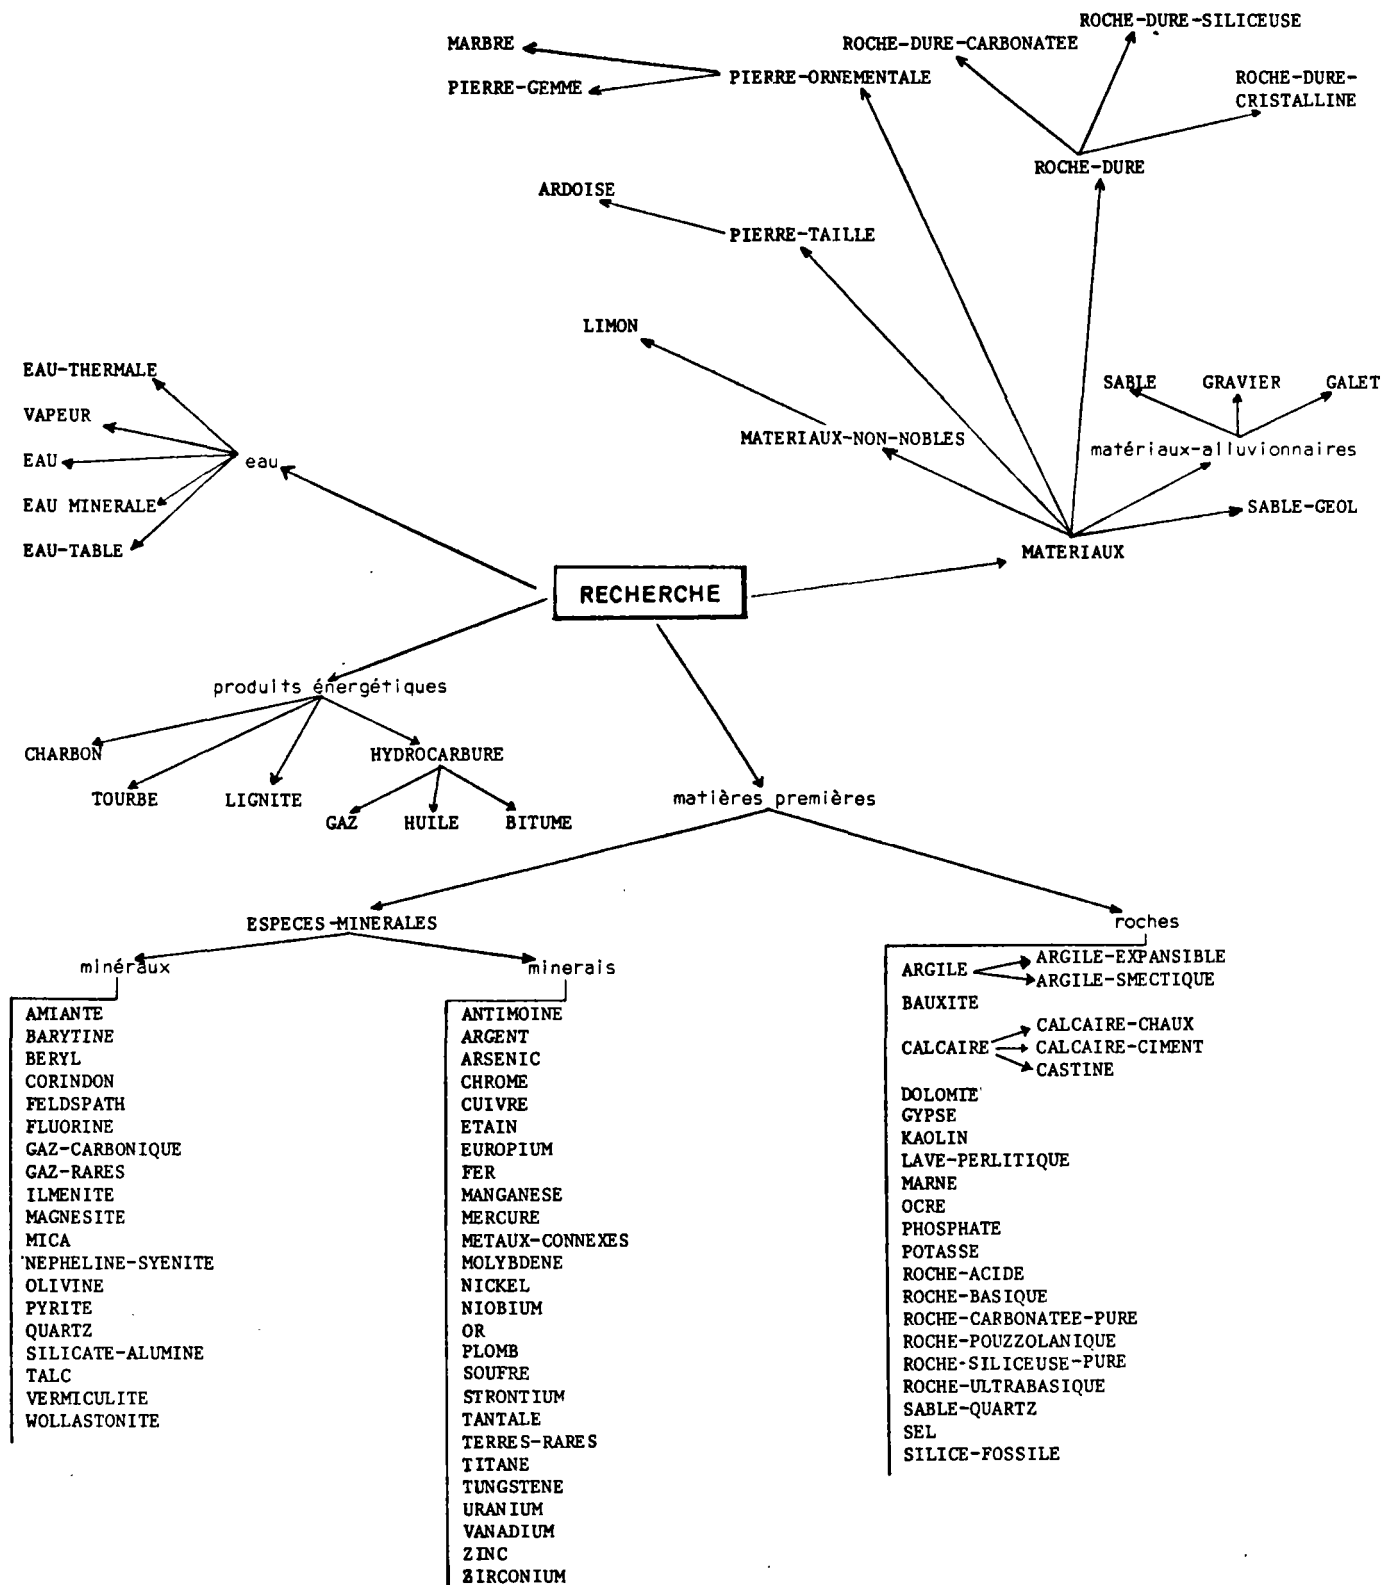 ROCHE-DURE-SILICEUSE
MARBRE
ROCHE-DURE-CARBONATEE
PIERRE-GEMME
PIERRE-ORNEMENTALE
ROCHE-DURE-
CRISTALLINE
ROCHE-DURE
ARDOISE
PIERRE-TAILLE
LIMON
EAU-THERMALE
VAPEUR
EAU
EAU MINERALE
EAU-TABLE
eau
SABLE
GRAVIER
GALET
MATERIAUX-NON-NOBLES
matériaux-alluvionnaires
SABLE-GEOL
MATERIAUX
RECHERCHE
produits énergétiques
CHARBON
HYDROCARBURE
TOURBE
LIGNITE
GAZ
HUILE
BITUME
matières premières
ESPECES-MINERALES
roches
minéraux
minerais
AMIANTE
BARYTINE
BERYL
CORINDON
FELDSPATH
FLUORINE
GAZ-CARBONIQUE
GAZ-RARES
ILMENITE
MAGNESITE
MICA
NEPHELINE-SYENITE
OLIVINE
PYRITE
QUARTZ
SILICATE-ALUMINE
TALC
VERMICULITE
WOLLASTONITE
ANTIMOINE
ARGENT
ARSENIC
CHROME
CUIVRE
ETAIN
EUROPIUM
FER
MANGANESE
MERCURE
METAUX-CONNEXES
MOLYBDENE
NICKEL
NIOBIUM
OR
PLOMB
SOUFRE
STRONTIUM
TANTALE
TERRES-RARES
TITANE
TUNGSTENE
URANIUM
VANADIUM
ZINC
ZIRCONIUM
ARGILE
ARGILE-EXPANSIBLE
ARGILE-SMECTIQUE
BAUXITE
CALCAIRE
CALCAIRE-CHAUX
CALCAIRE-CIMENT
CASTINE
DOLOMIE
GYPSE
KAOLIN
LAVE-PERLITIQUE
MARNE
OCRE
PHOSPHATE
POTASSE
ROCHE-ACIDE
ROCHE-BASIQUE
ROCHE-CARBONATEE-PURE
ROCHE-POUZZOLANIQUE
ROCHE-SILICEUSE-PURE
ROCHE-ULTRABASIQUE
SABLE-QUARTZ
SEL
SILICE-FOSSILE